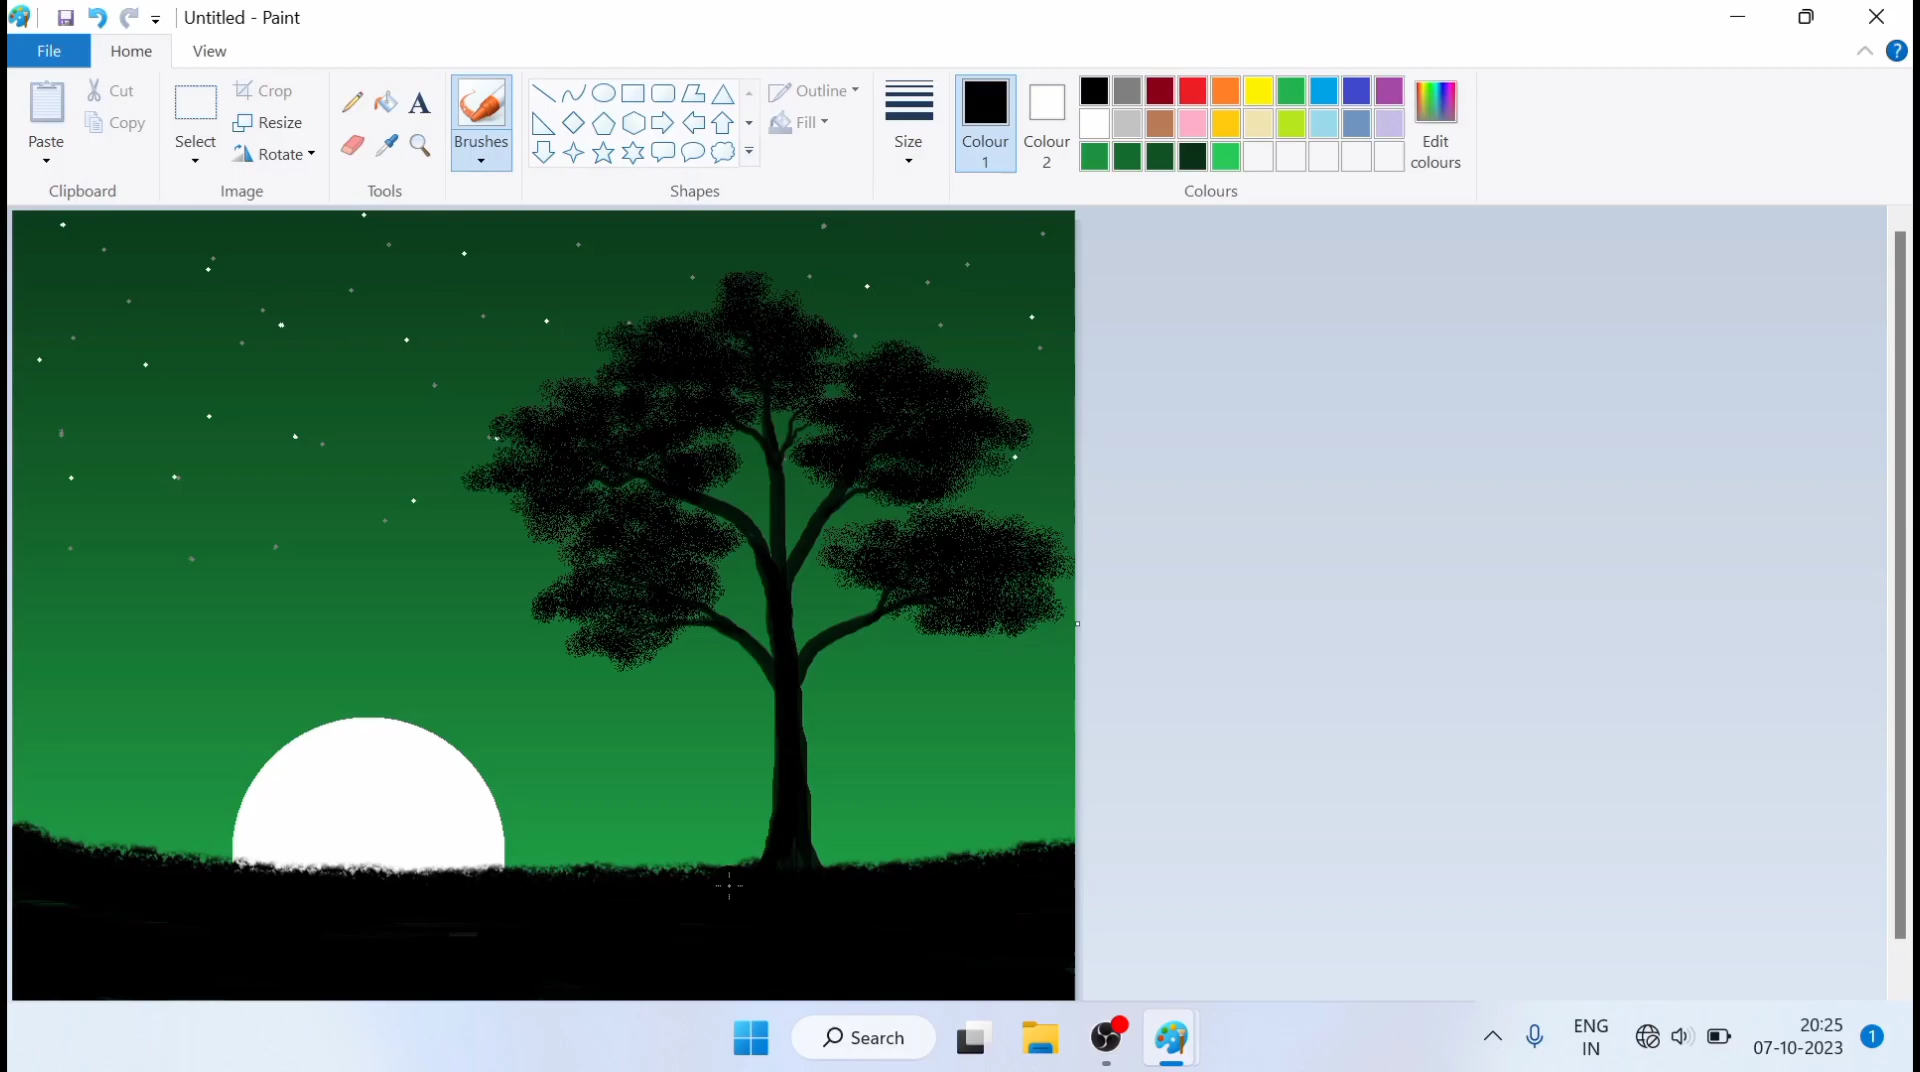 Untitled - Paint
File
Home
View
Paste
Cut
Copy
Clipboard
Select
Crop
Resize
Rotate
Image
A
Tools
Brushes
Shapes
Outline
Fill
Size
Colour
1
Colour
2
Edit
colours
Colours
Search
ENG
IN
20:25
07-10-2023
1